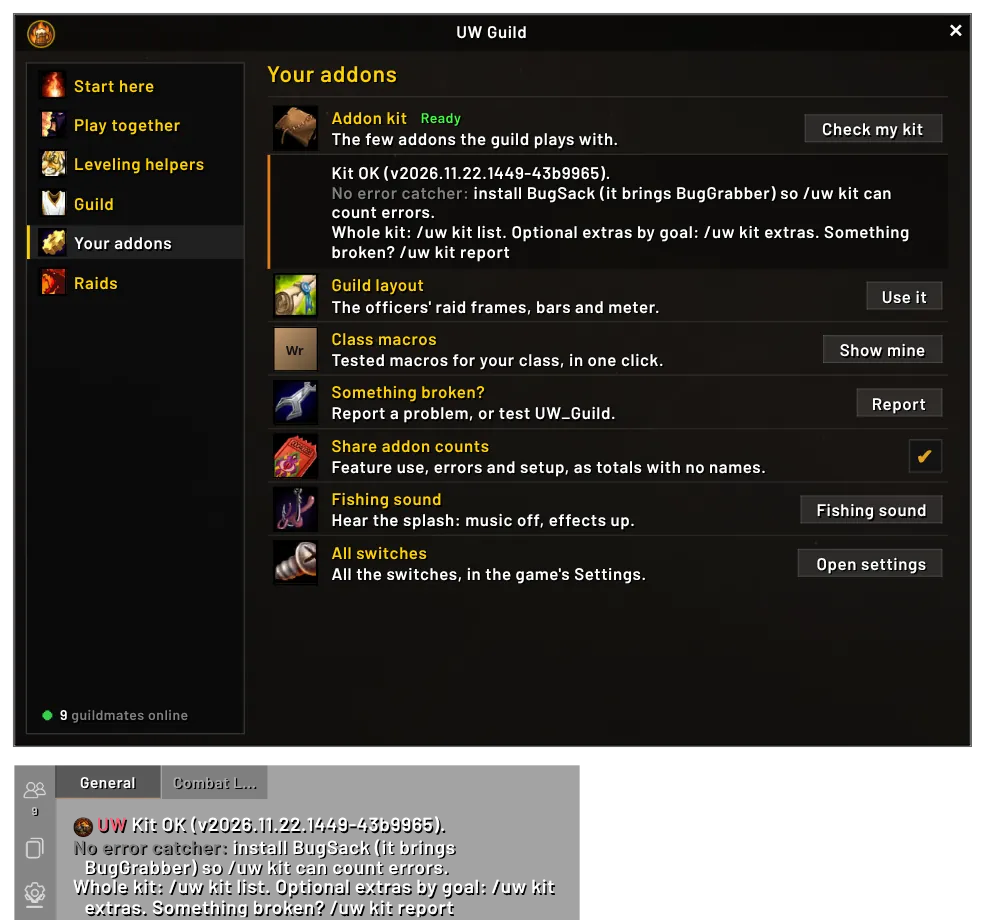 UW Guild
Start here
Play together
Leveling helpers
Guild
Your addons
Raids
9 guildmates online
Your addons
Addon kit Ready
The few addons the guild plays with.
Check my kit
Kit OK (v2026.11.22.1449-43b9965).
No error catcher: install BugSack (it brings BugGrabber) so /uw kit can
count errors.
Whole kit: /uw kit list. Optional extras by goal: /uw kit extras. Something
broken? /uw kit report
Guild layout
The officers' raid frames, bars and meter.
Use it
Wr
Class macros
Tested macros for your class, in one click.
Show mine
Something broken?
Report a problem, or test UW_Guild.
Report
Share addon counts
Feature use, errors and setup, as totals with no names.
Fishing sound
Hear the splash: music off, effects up.
Fishing sound
All switches
All the switches, in the game's Settings.
Open settings
9
General
Combat L...
UW Kit OK (v2026.11.22.1449-43b9965).
No error catcher: install BugSack (it brings
BugGrabber) so /uw kit can count errors.
Whole kit: /uw kit list. Optional extras by goal: /uw kit
extras. Something broken? /uw kit report